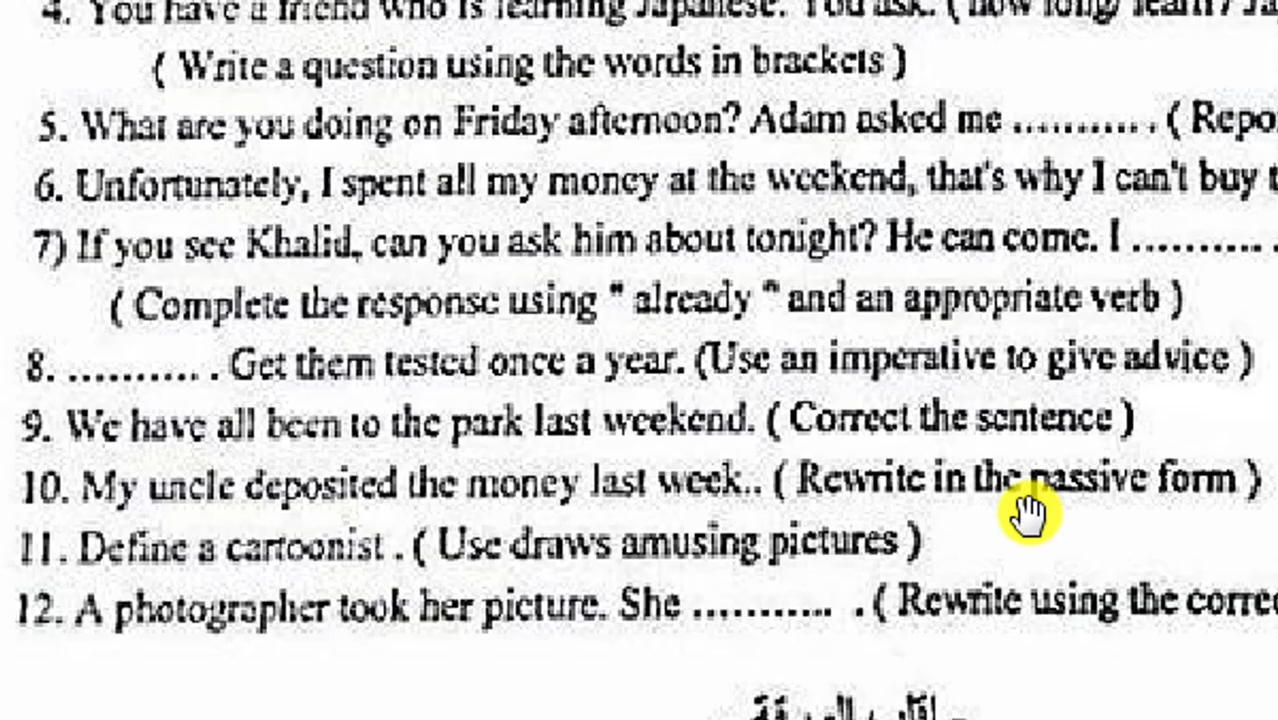 4. You have a friend who is learning Japanese. You ask. ( how long/ learn / Ja
( Write a question using the words in brackets )
5. What are you doing on Friday afternoon? Adam asked me ........... ( Repo
6. Unfortunately, I spent all my money at the weekend, that's why I can't buy t
7) If you see Khalid, can you ask him about tonight? He can come. I ...........
( Complete the response using " already " and an appropriate verb )
8. ........... . Get them tested once a year. (Use an imperative to give advice )
9. We have all been to the park last weekend. ( Correct the sentence )
10. My uncle deposited the money last week.. ( Rewrite in the passive form )
11. Define a cartoonist . ( Use draws amusing pictures )
12. A photographer took her picture. She ............ . ( Rewrite using the correc